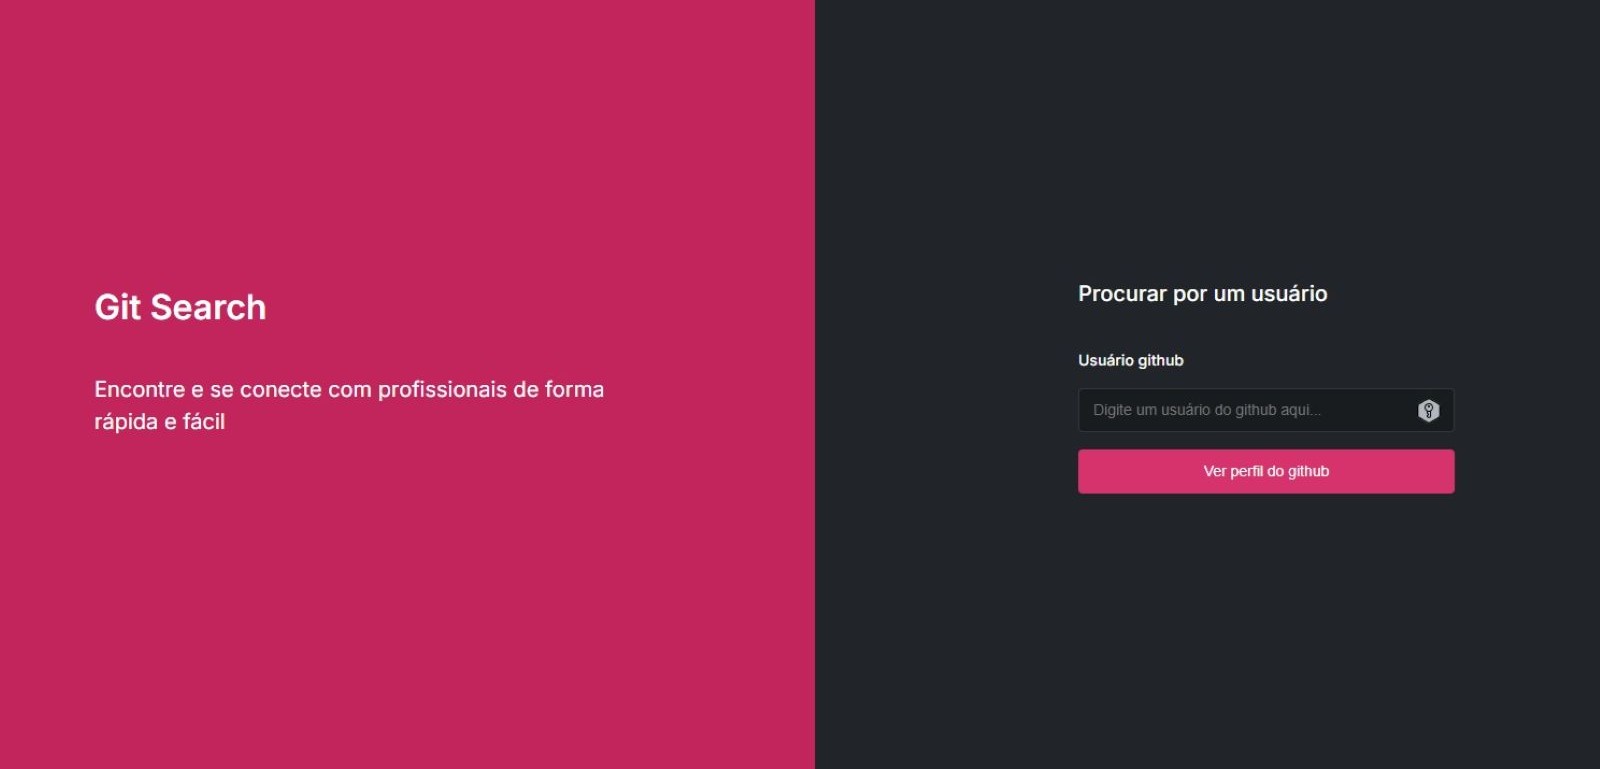 Git Search
Encontre e se conecte com profissionais de forma
rápida e fácil
Procurar por um usuário
Usuário github
Digite um usuário do github aqui...
Ver perfil do github